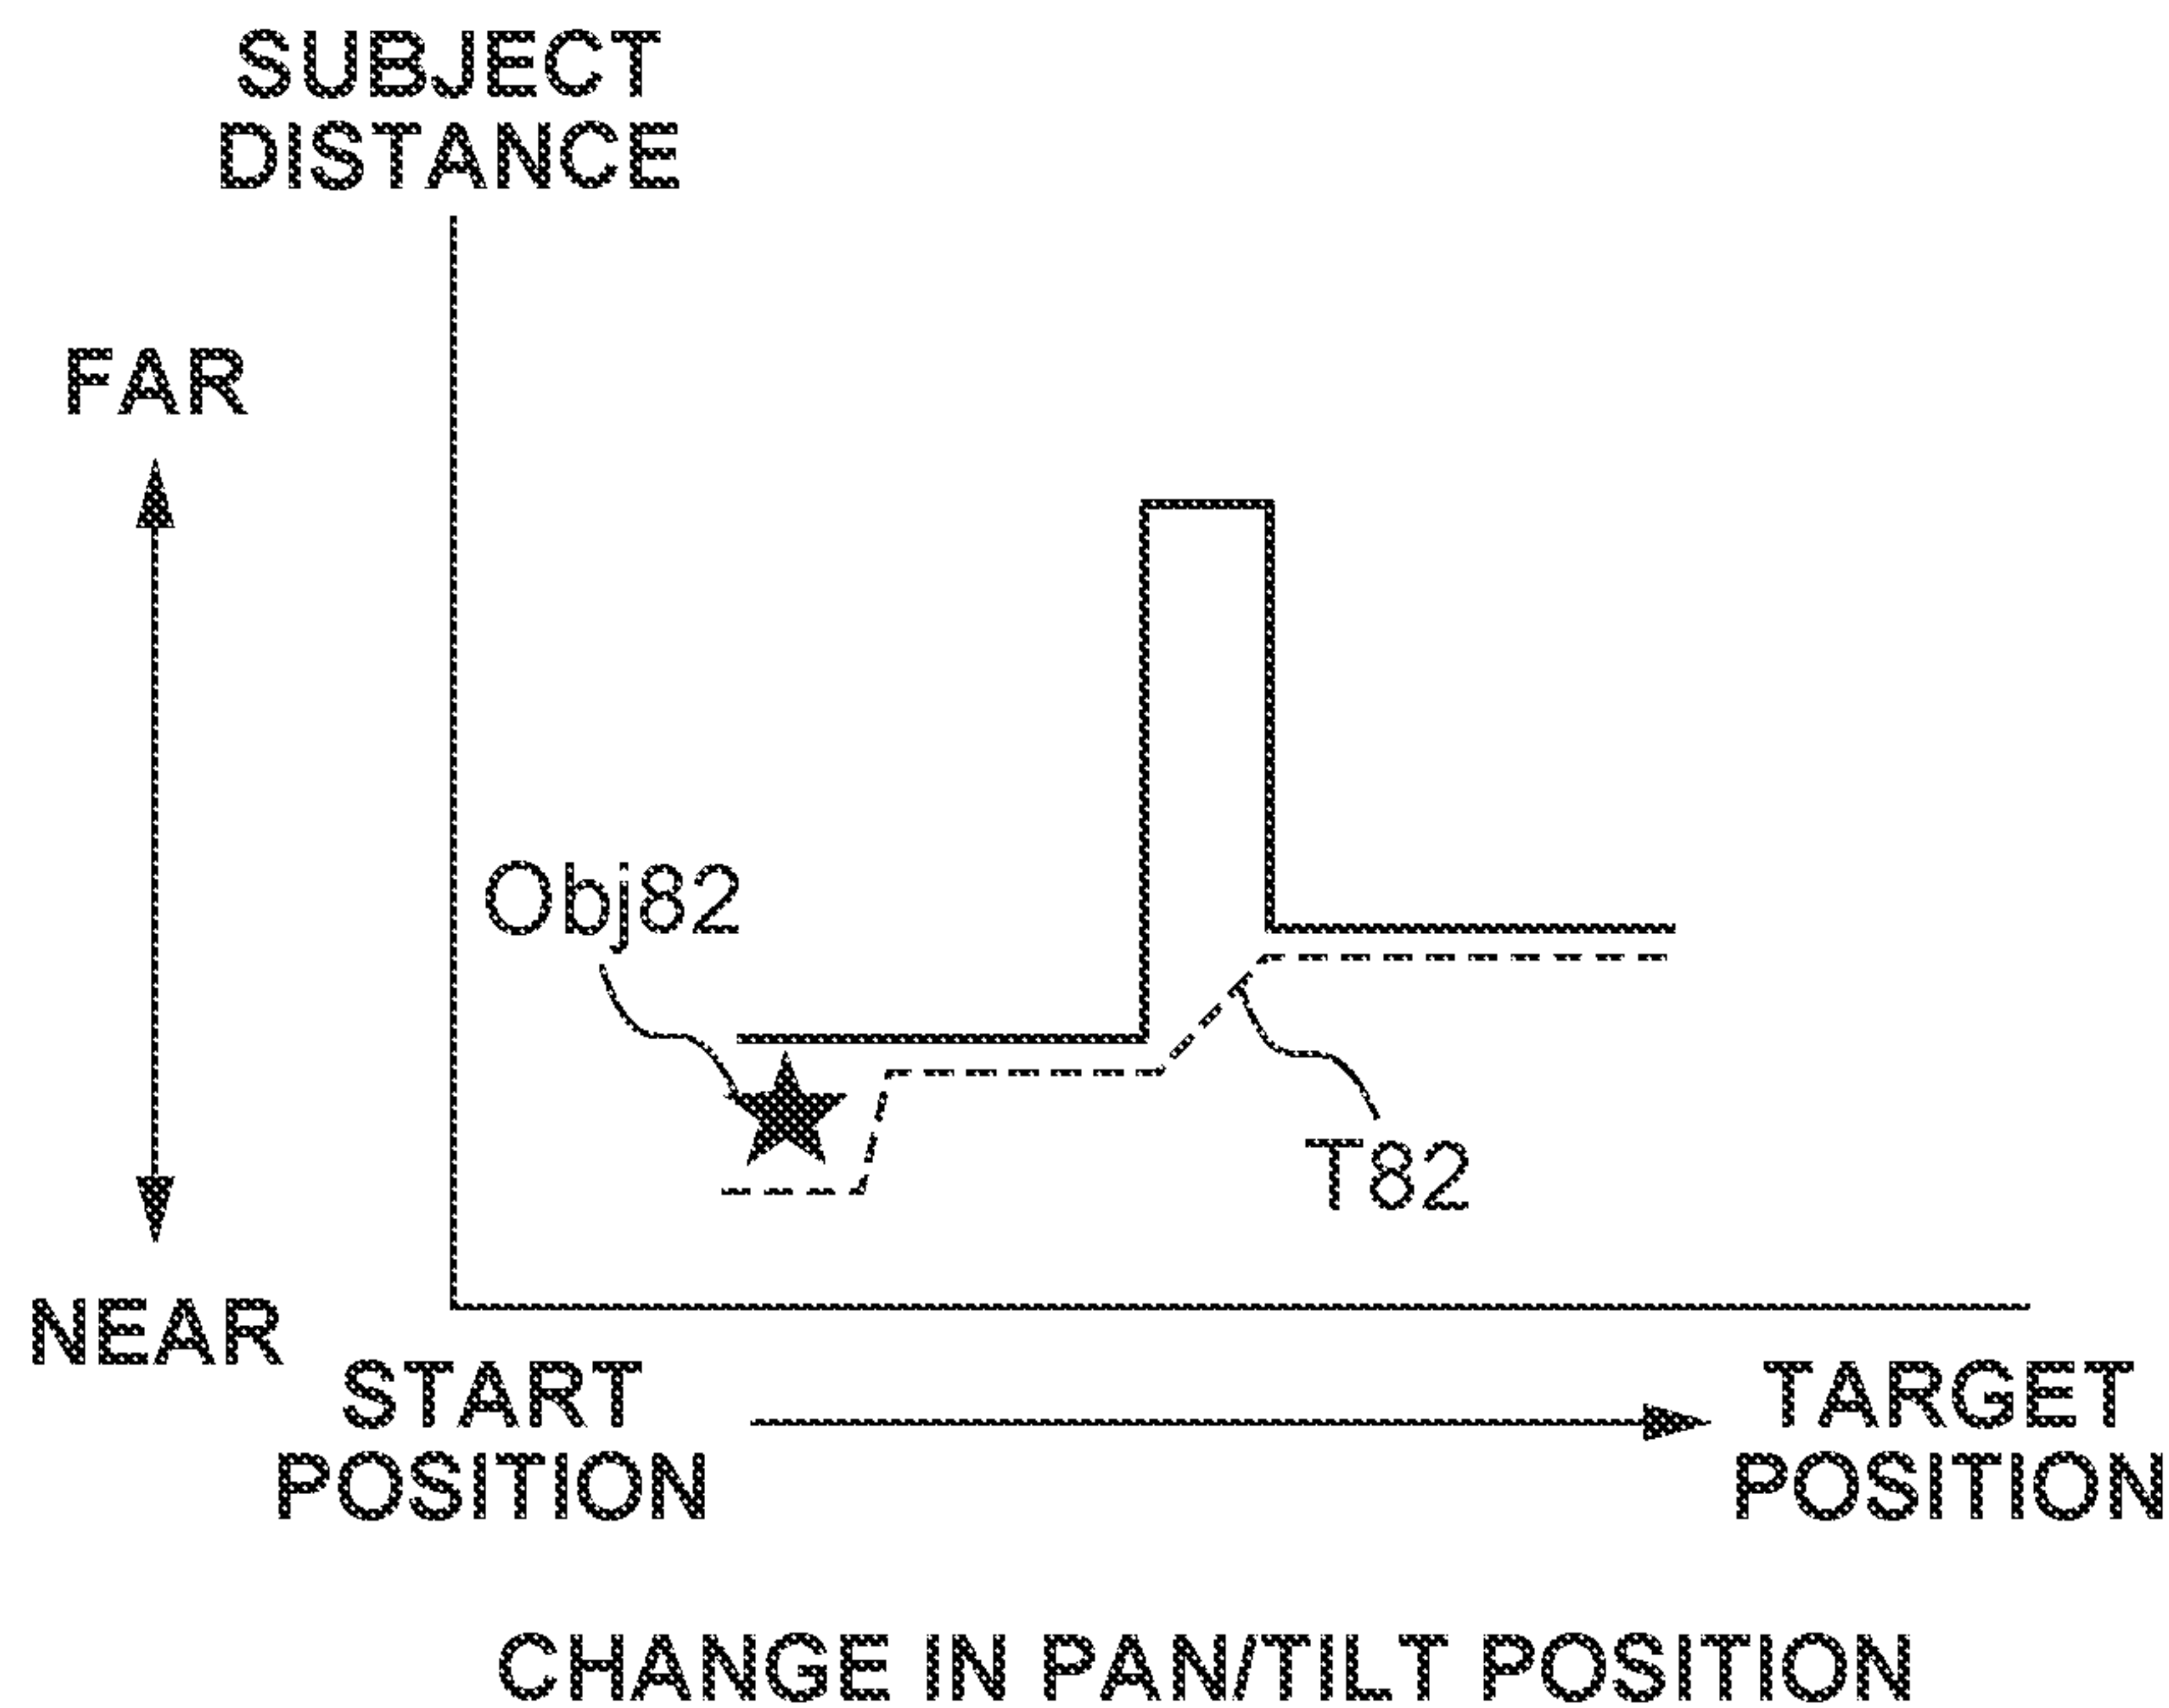 SUBJECT
DISTANCE
FAR
Obj82
T82
NEAR
START
POSITION
TARGET
POSITION
CHANGE IN PAN/TILT POSITION